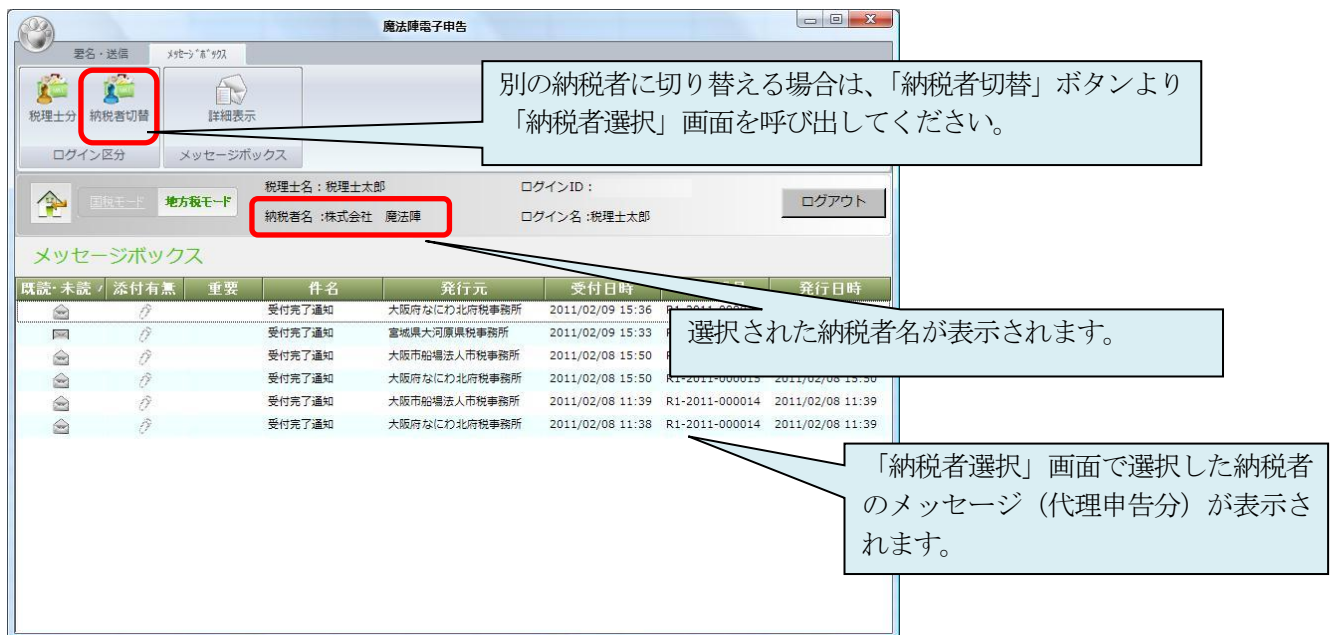 魔法陣電子申告
署名・送信 ﾒｯｾｰｼﾞﾎﾞｯｸｽ
税理士分 納税者切替 詳細表示
ログイン区分 メッセージボックス
別の納税者に切り替える場合は、「納税者切替」ボタンより
「納税者選択」画面を呼び出してください。
国税モード 地方税モード
税理士名：税理士太郎 ログインID：
納税者名 :株式会社 魔法陣 ログイン名 :税理士太郎
ログアウト
メッセージボックス
既読・未読 添付有無 重要 件名 発行元 受付日時 発行日時
受付完了通知 大阪府なにわ北府税事務所 2011/02/09 15:36
受付完了通知 宮城県大河原県税事務所 2011/02/09 15:33
受付完了通知 大阪市船場法人市税事務所 2011/02/08 15:50
受付完了通知 大阪府なにわ北府税事務所 2011/02/08 15:50 R1-2011-000015 2011/02/08 15:50
受付完了通知 大阪市船場法人市税事務所 2011/02/08 11:39 R1-2011-000014 2011/02/08 11:39
受付完了通知 大阪府なにわ北府税事務所 2011/02/08 11:38 R1-2011-000014 2011/02/08 11:39
選択された納税者名が表示されます。
「納税者選択」画面で選択した納税者
のメッセージ（代理申告分）が表示さ
れます。